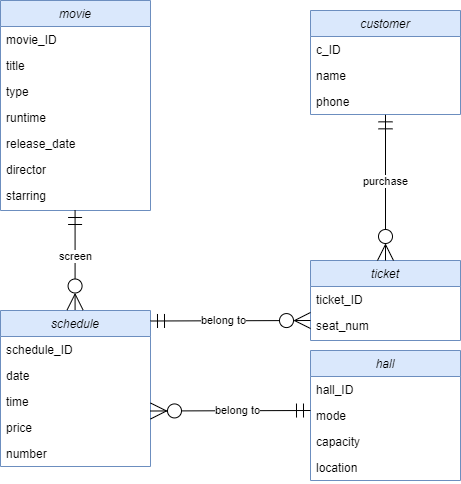 movie
movie_ID
title
type
runtime
release_date
director
starring
customer
c_ID
name
phone
screen
purchase
schedule
schedule_ID
date
time
price
number
belong to
ticket
ticket_ID
seat_num
belong to
hall
hall_ID
mode
capacity
location